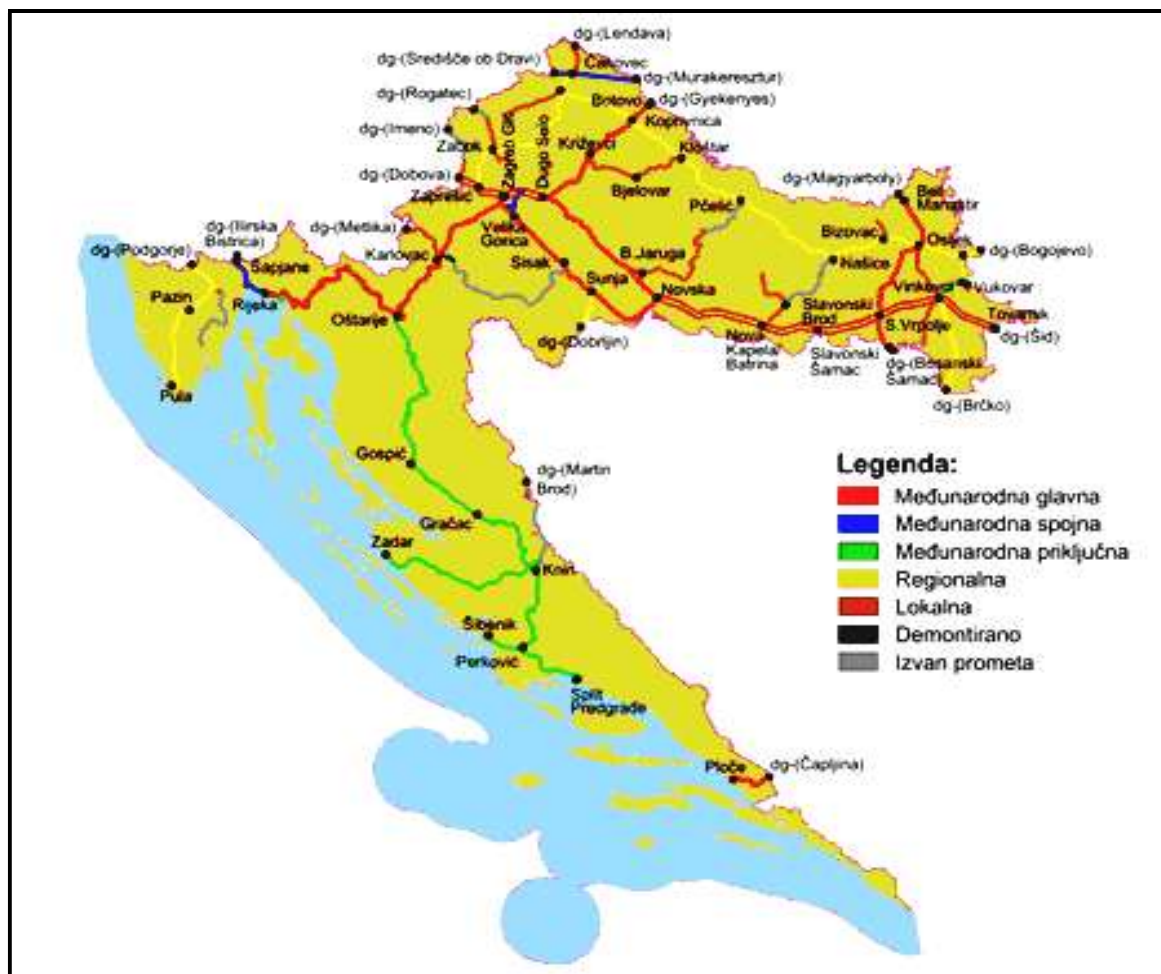 dg-(Lendava)
dg-(Središče ob Dravi)
Čakovec
dg-(Murakeresztur)
dg-(Rogatec)
Botovo
dg-(Gyekenyes)
Koprivnica
dg-(Imeno)
Zabok
Zagreb GK
Dugo Selo
Križevci
Kloštar
dg-(Dobova)
Zaprešić
Bjelovar
dg-(Magyarboly)
Beli
Manastir
Pčelić
Velika
Gorica
dg-(Metlika)
dg-(Ilirska
Bistrica)
dg-(Podgorje)
Karlovac
Bizovac
Osijek
dg-(Bogojevo)
Sapjane
Sisak
B.Jaruga
Našice
Sunja
Novska
Vinkovci
Vukovar
Pazin
Rijeka
Oštarije
Slavonski
Brod
Tovarnik
dg-(Šid)
S.Vrpolje
dg-(Dobrljin)
Nova
Kapela/
Batrina
Slavonski
Šamac
dg-(Bosanski
Šamac)
Pula
dg-(Brčko)
Gospić
dg-(Martin
Brod)
Gračac
Zadar
Knin
Šibenik
Perković
Split
Predgrađe
Ploče
dg-(Čapljina)
Legenda:
Međunarodna glavna
Međunarodna spojna
Međunarodna priključna
Regionalna
Lokalna
Demontirano
Izvan prometa